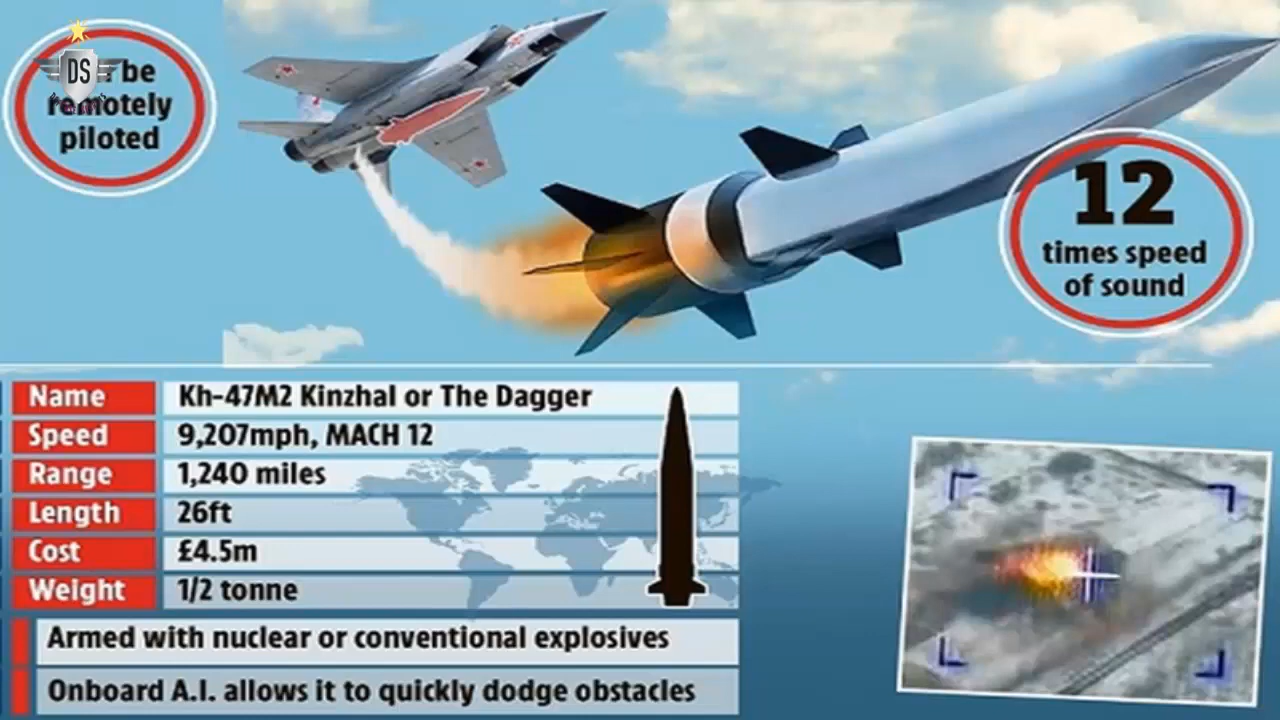 DS
be
remotely
piloted
12
times speed
of sound
Name Kh-47M2 Kinzhal or The Dagger
Speed 9,207mph, MACH 12
Range 1,240 miles
Length 26ft
Cost £4.5m
Weight 1/2 tonne
Armed with nuclear or conventional explosives
Onboard A.I. allows it to quickly dodge obstacles